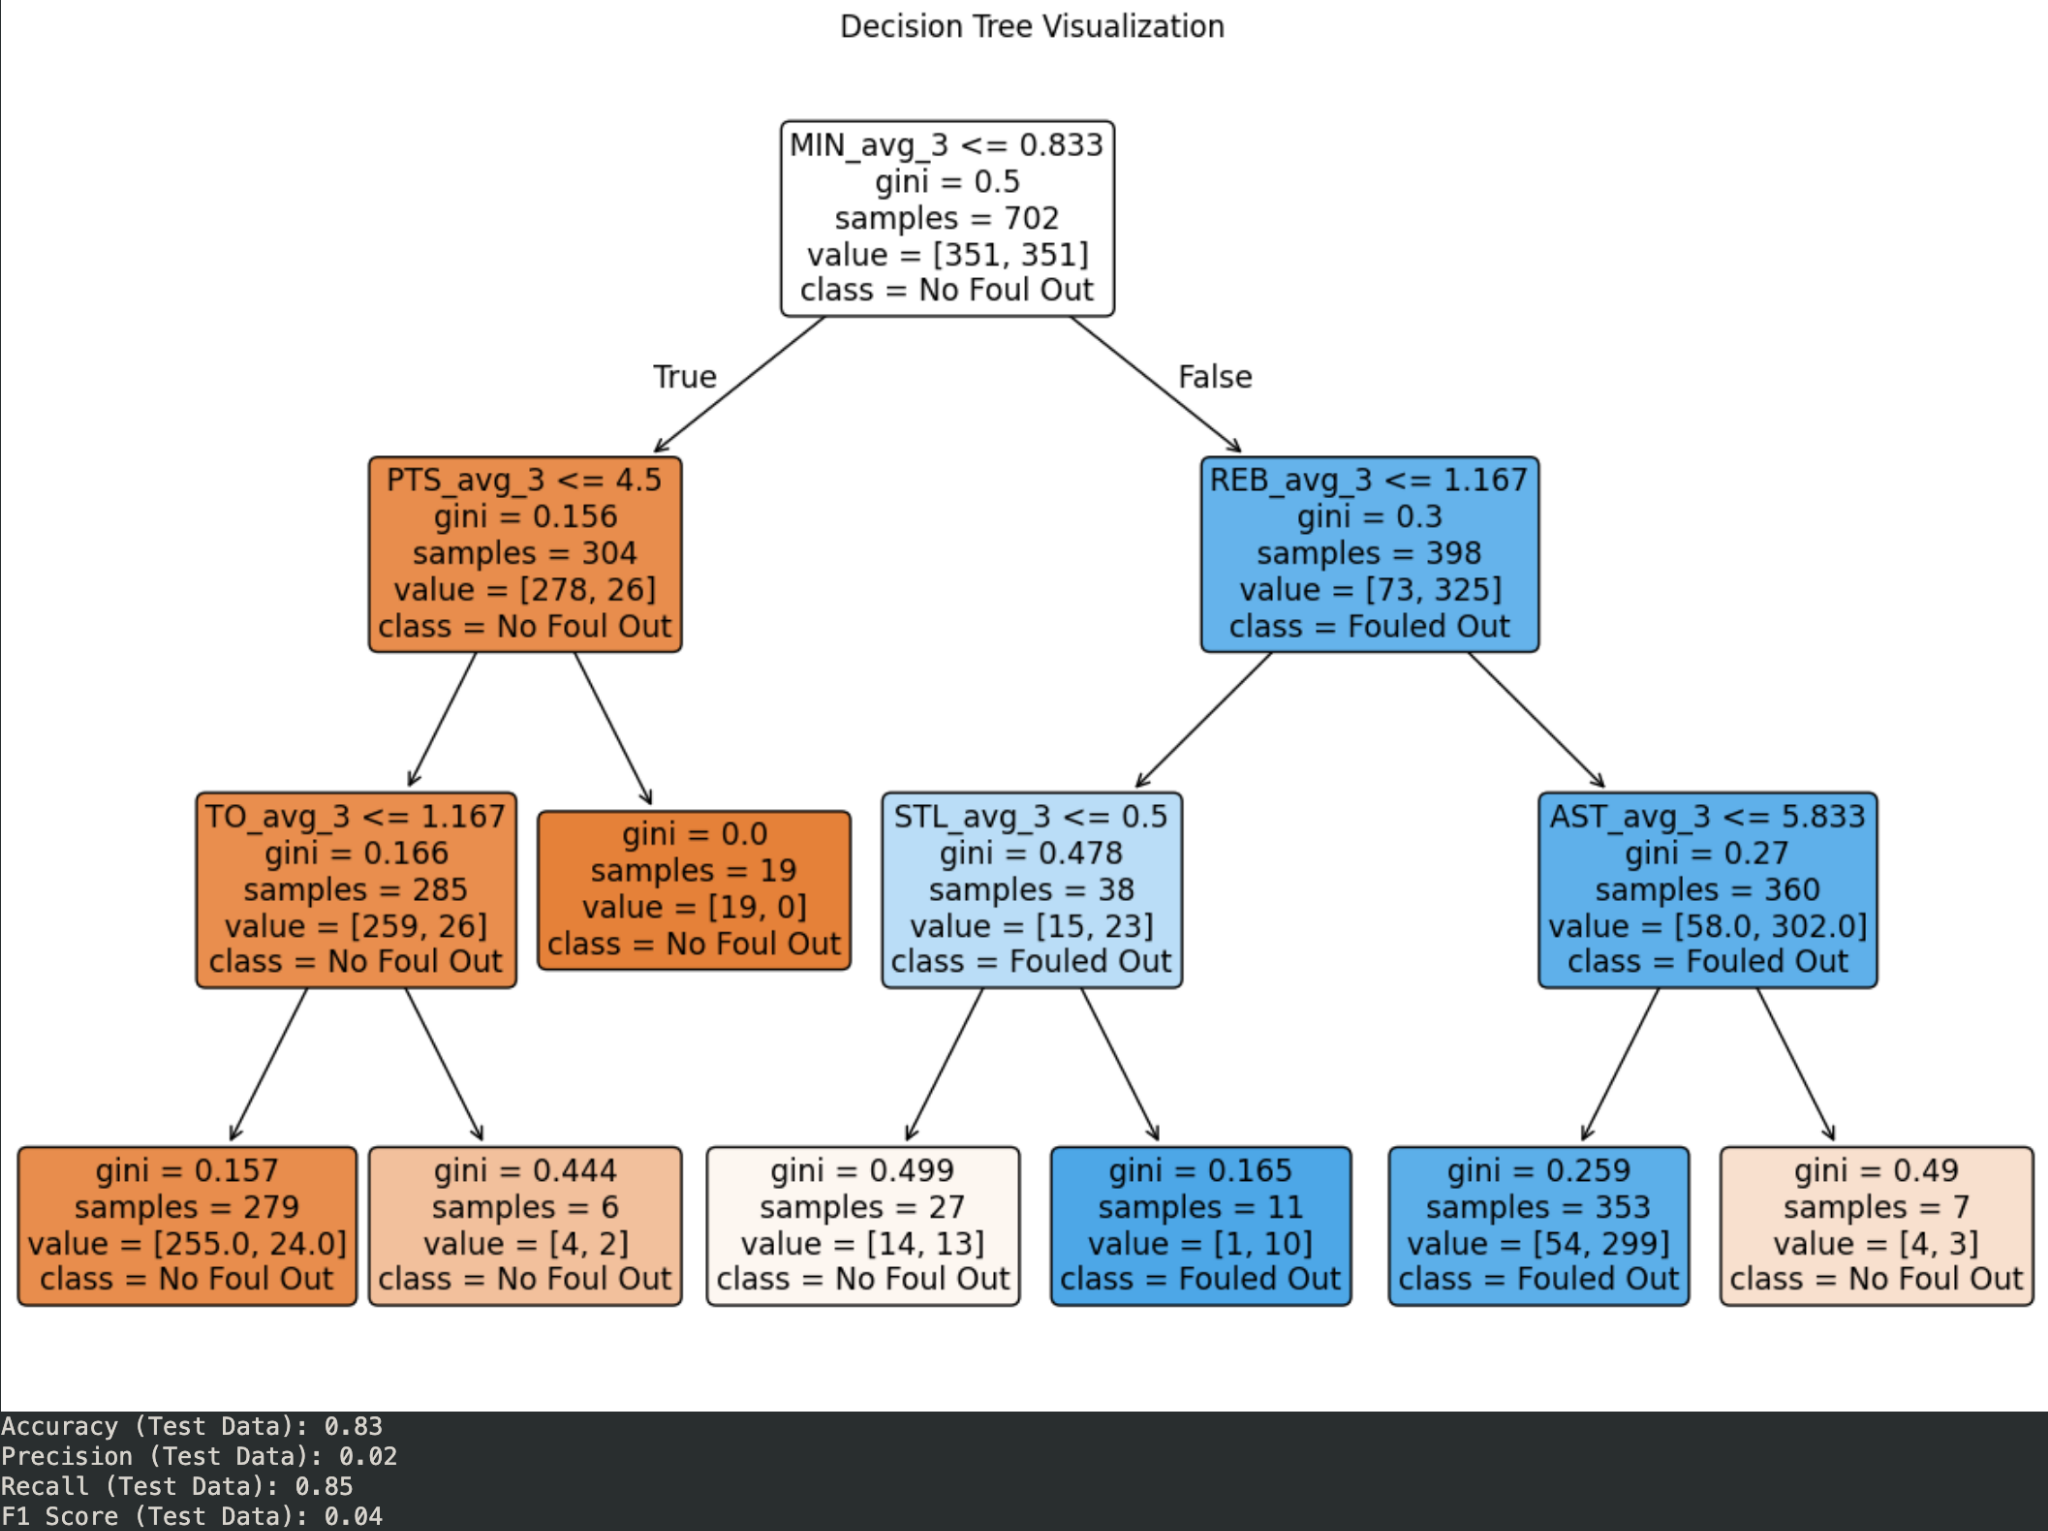 Decision Tree Visualization
MIN_avg_3 <= 0.833
gini = 0.5
samples = 702
value = [351, 351]
class = No Foul Out
True
False
PTS_avg_3 <= 4.5
gini = 0.156
samples = 304
value = [278, 26]
class = No Foul Out
REB_avg_3 <= 1.167
gini = 0.3
samples = 398
value = [73, 325]
class = Fouled Out
TO_avg_3 <= 1.167
gini = 0.166
samples = 285
value = [259, 26]
class = No Foul Out
gini = 0.0
samples = 19
value = [19, 0]
class = No Foul Out
STL_avg_3 <= 0.5
gini = 0.478
samples = 38
value = [15, 23]
class = Fouled Out
AST_avg_3 <= 5.833
gini = 0.27
samples = 360
value = [58.0, 302.0]
class = Fouled Out
gini = 0.157
samples = 279
value = [255.0, 24.0]
class = No Foul Out
gini = 0.444
samples = 6
value = [4, 2]
class = No Foul Out
gini = 0.499
samples = 27
value = [14, 13]
class = No Foul Out
gini = 0.165
samples = 11
value = [1, 10]
class = Fouled Out
gini = 0.259
samples = 353
value = [54, 299]
class = Fouled Out
gini = 0.49
samples = 7
value = [4, 3]
class = No Foul Out
Accuracy (Test Data): 0.83
Precision (Test Data): 0.02
Recall (Test Data): 0.85
F1 Score (Test Data): 0.04